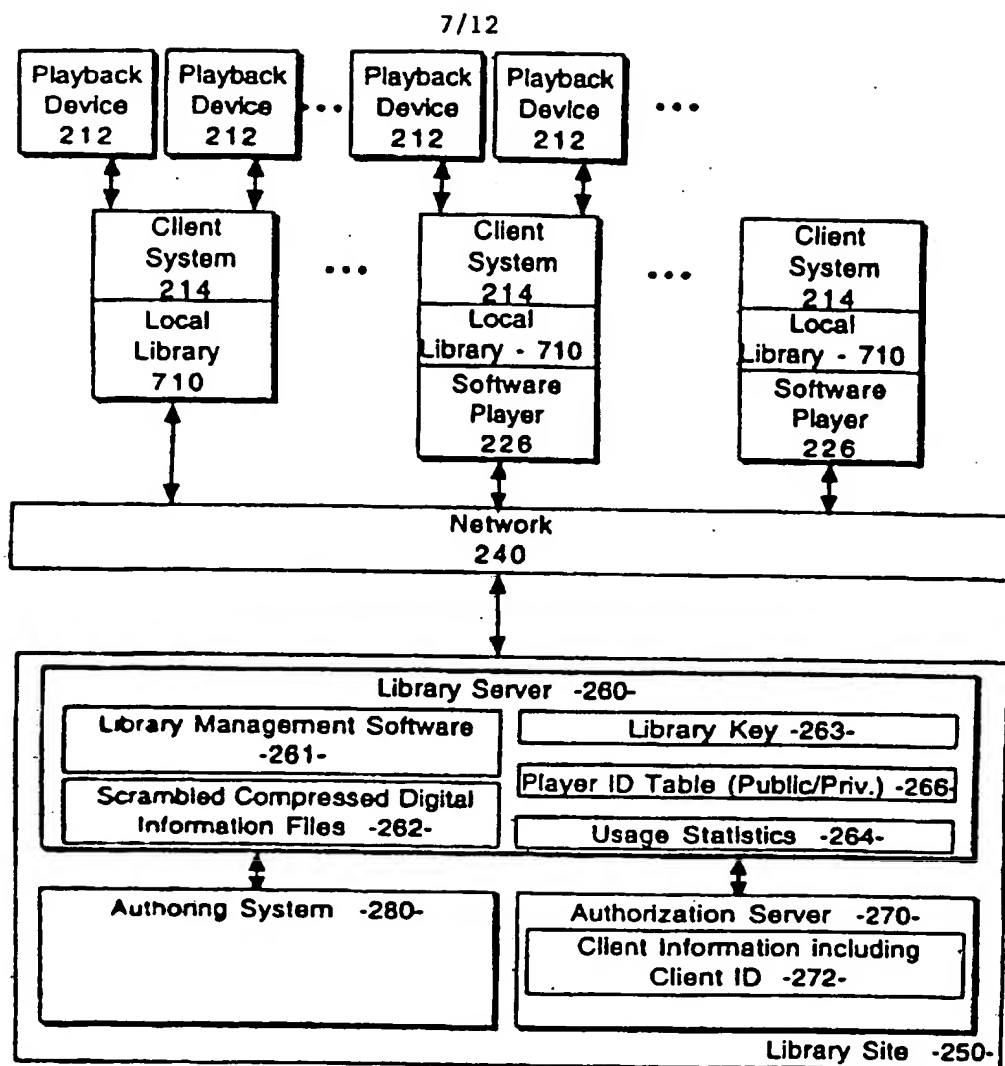 7/12
Playback
Device
212
Playback
Device
212
Playback
Device
212
Playback
Device
212
Client
System
214
Local
Library
710
Client
System
214
Local
Library - 710
Software
Player
226
Client
System
214
Local
Library - 710
Software
Player
226
Network
240
Library Server -260-
Library Management Software
-261-
Scrambled Compressed Digital
Information Files -262-
Library Key -263-
Player ID Table (Public/Priv.) -266-
Usage Statistics -264-
Authoring System -280-
Authorization Server -270-
Client Information including
Client ID -272-
Library Site -250-